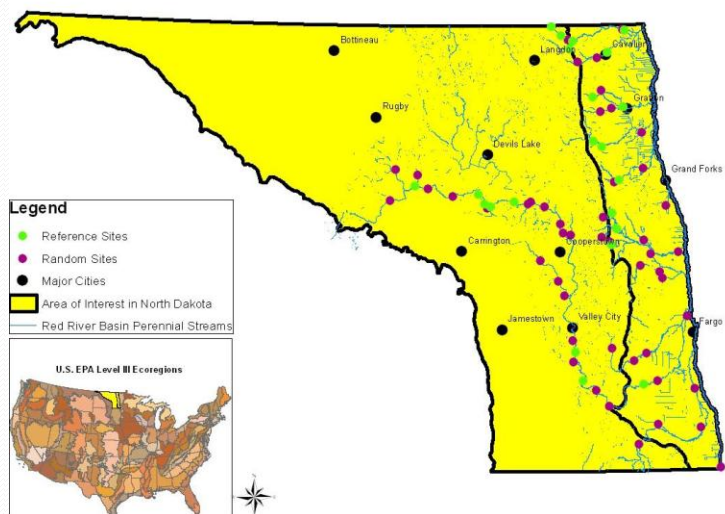 Bottineau
Langdon
Cavalier
Rugby
Grafton
Devils Lake
Grand Forks
Carrington
Cooperstown
Jamestown
Valley City
Fargo
Legend
Reference Sites
Random Sites
Major Cities
Area of Interest in North Dakota
Red River Basin Perennial Streams
U.S. EPA Level III Ecoregions